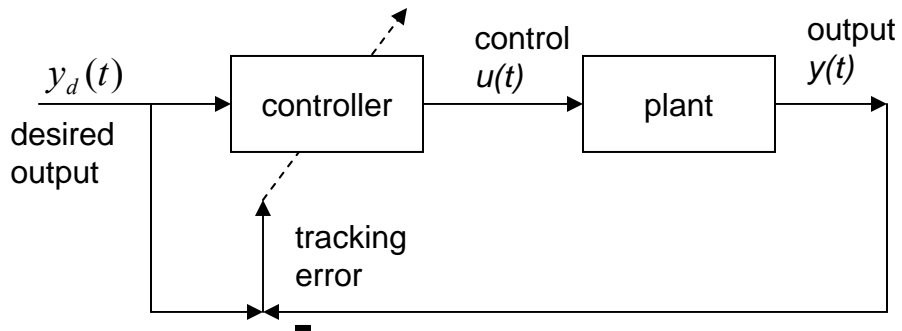 y_d(t)
desired
output
controller
control
u(t)
plant
output
y(t)
tracking
error